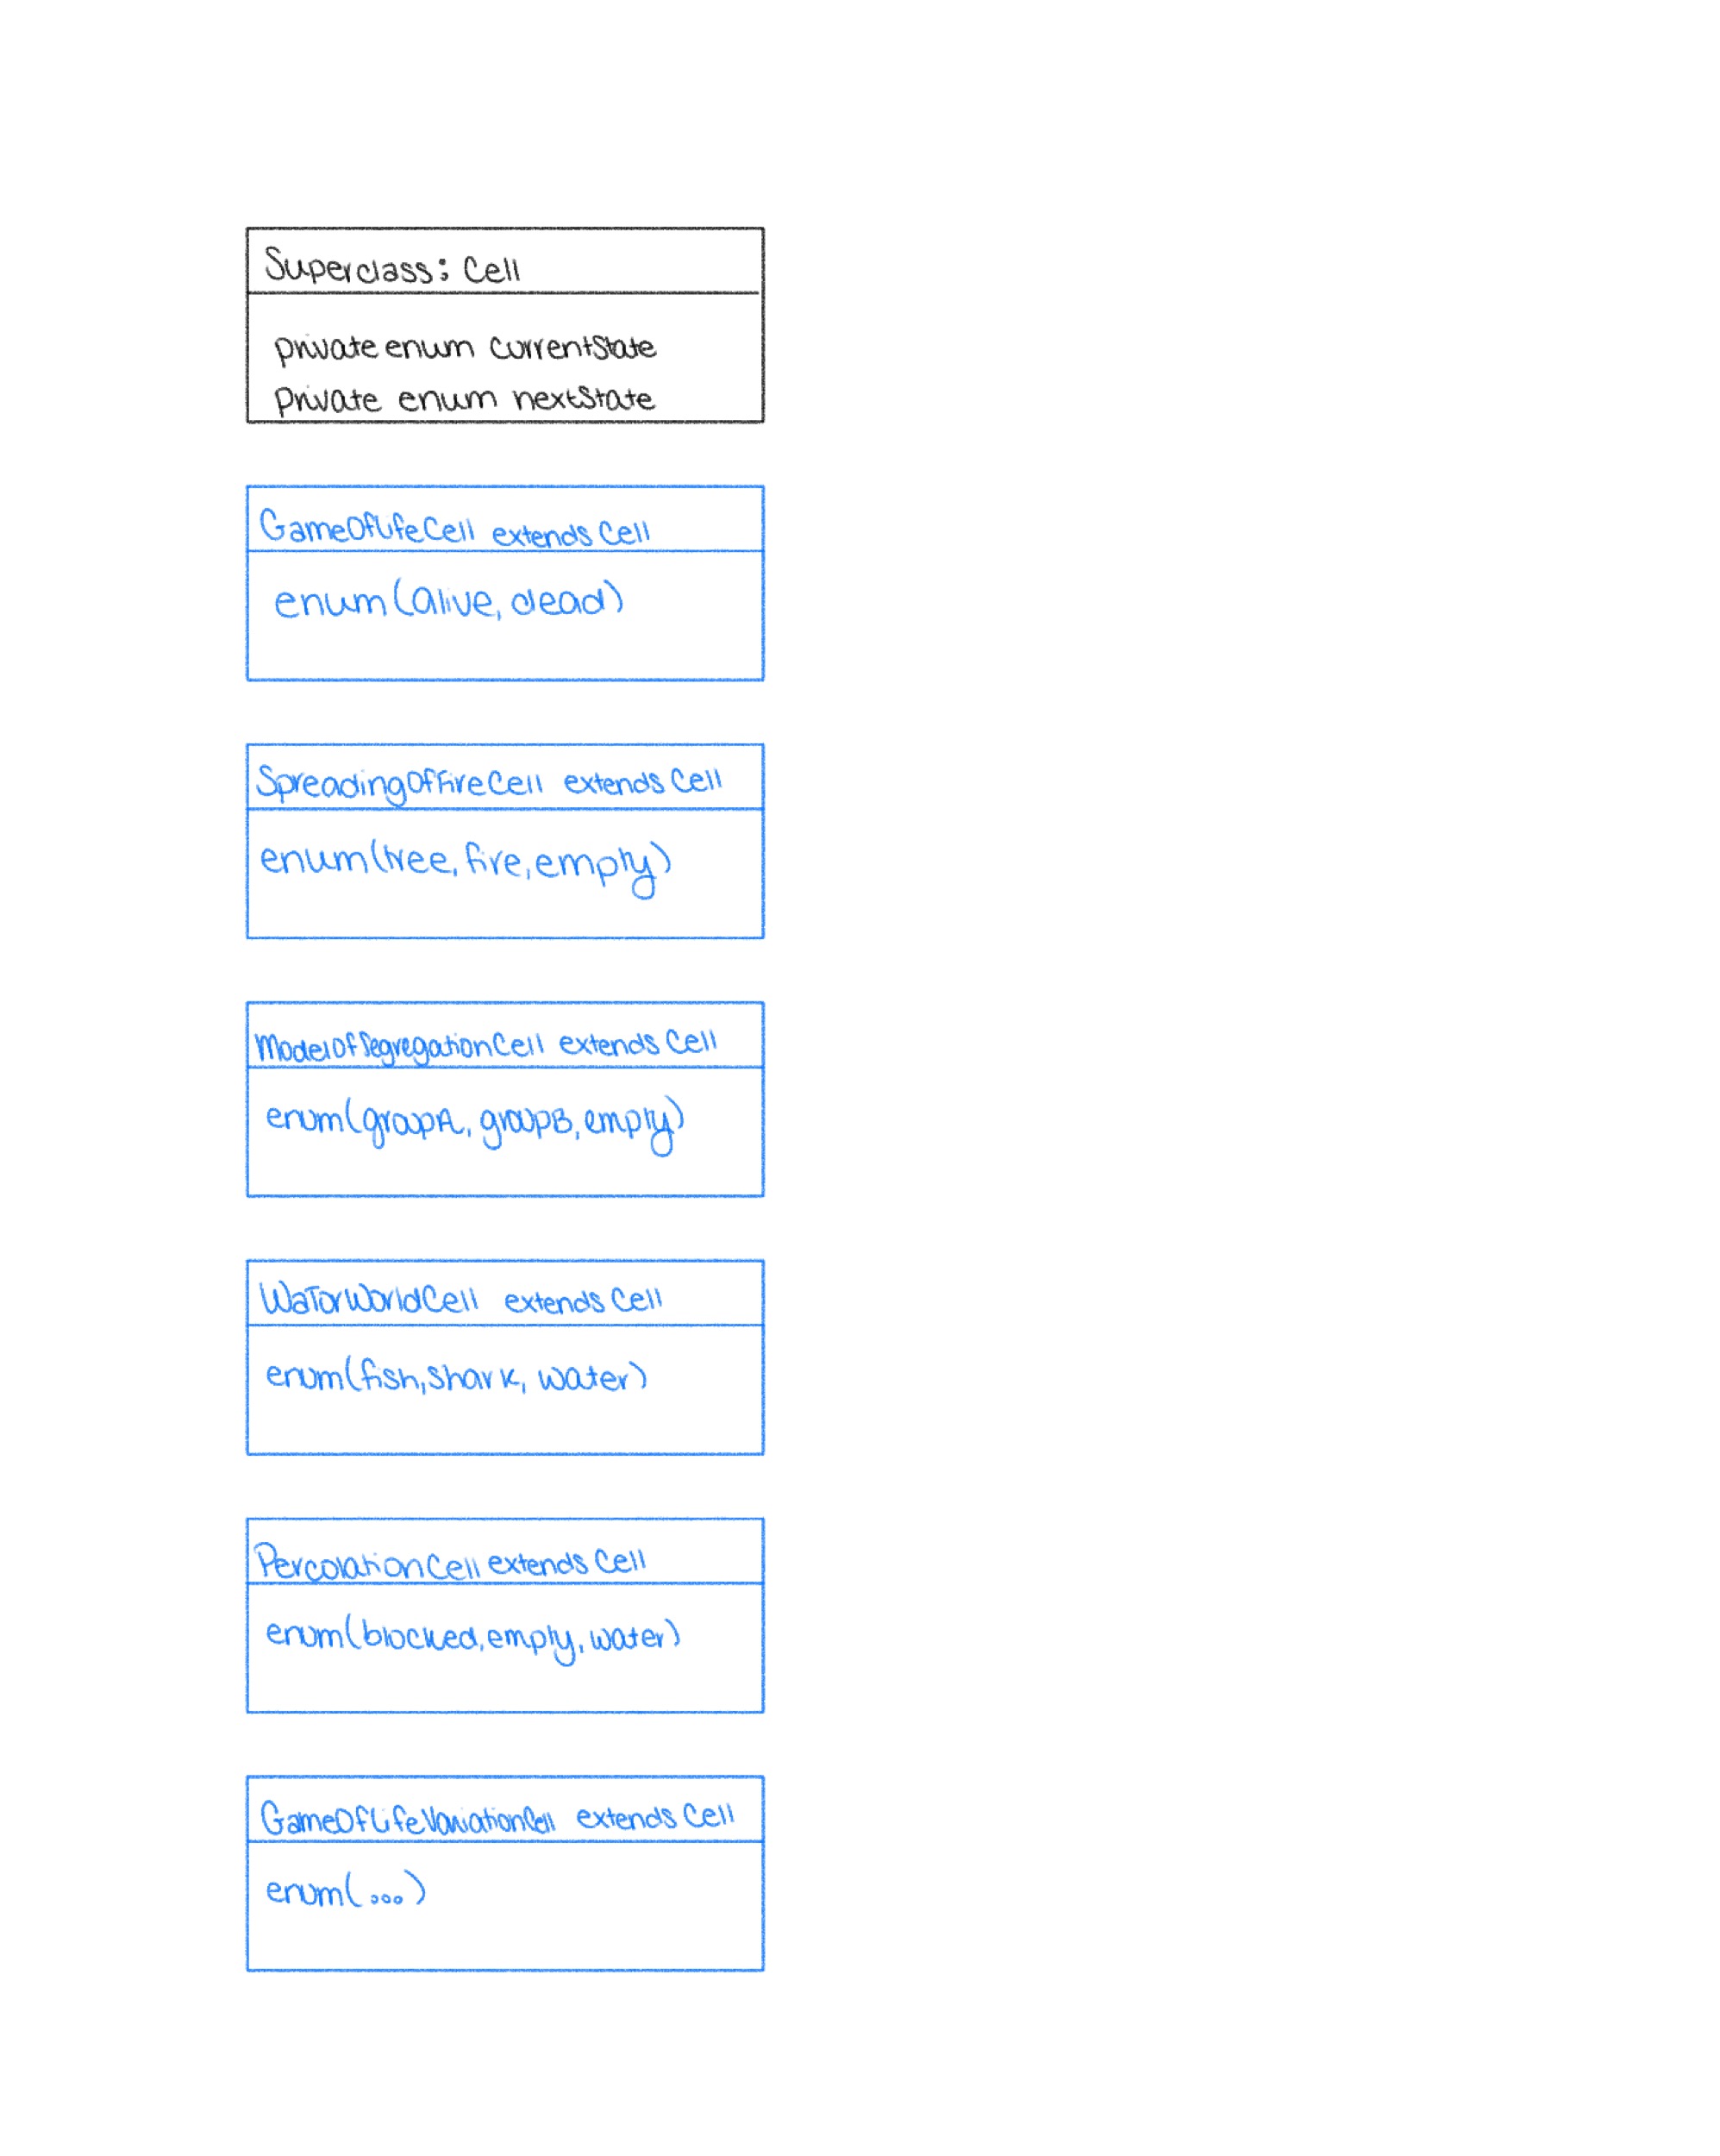 Superclass: Cell
private enum currentState
private enum nextState
GameOfLifeCell extends Cell
enum(alive, dead)
SpreadingOfFireCell extends Cell
enum(tree, fire, empty)
ModelOfSegregationCell extends Cell
enum(groupA, groupB, empty)
WaTorWorldCell extends Cell
enum(fish, shark, water)
PercolationCell extends Cell
enum(blocked, empty, water)
GameOfLifeVariationCell extends Cell
enum(...)